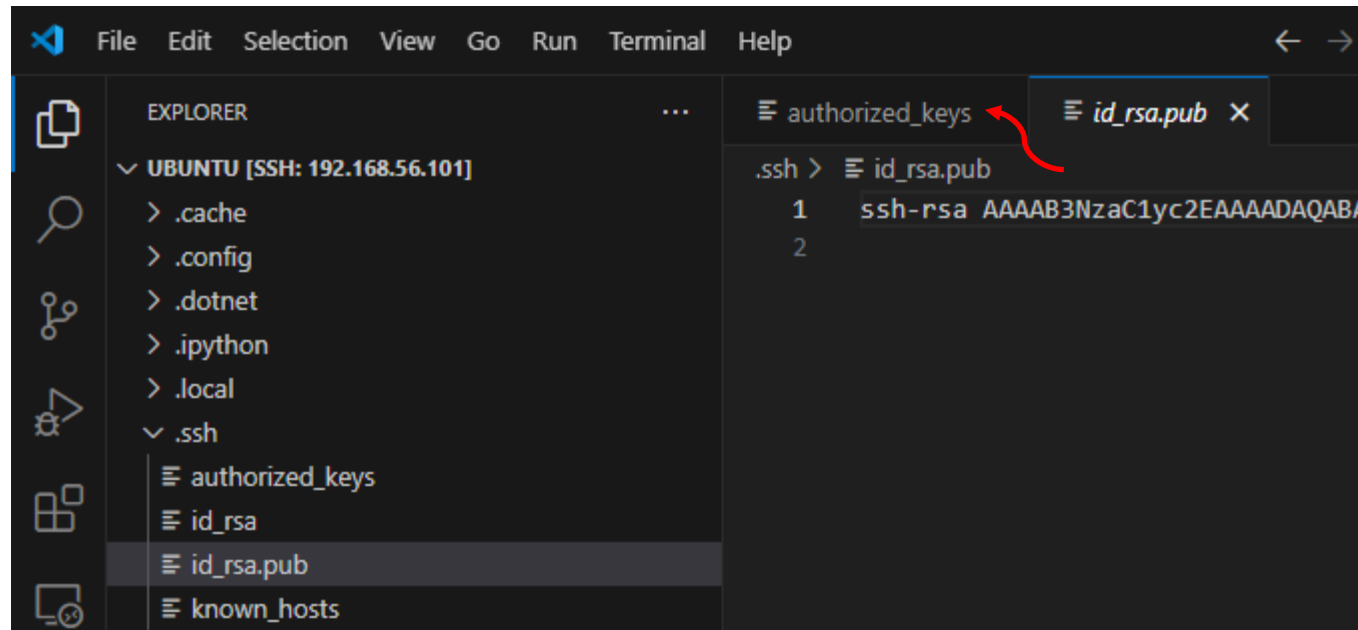 File Edit Selection View Go Run Terminal Help
EXPLORER
UBUNTU [SSH: 192.168.56.101]
.cache
.config
.dotnet
.ipython
.local
.ssh
authorized_keys
id_rsa
id_rsa.pub
known_hosts
authorized_keys id_rsa.pub
.ssh > id_rsa.pub
1 ssh-rsa AAAAB3NzaC1yc2EAAAADAQABA
2